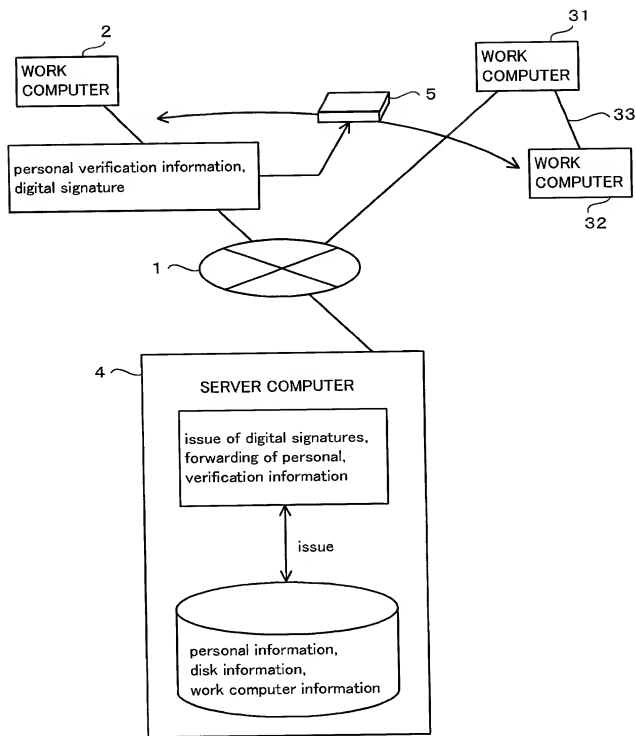 2
WORK
COMPUTER
31
WORK
COMPUTER
5
33
personal verification information,
digital signature
WORK
COMPUTER
32
1
4
SERVER COMPUTER
issue of digital signatures,
forwarding of personal,
verification information
issue
personal information,
disk information,
work computer information